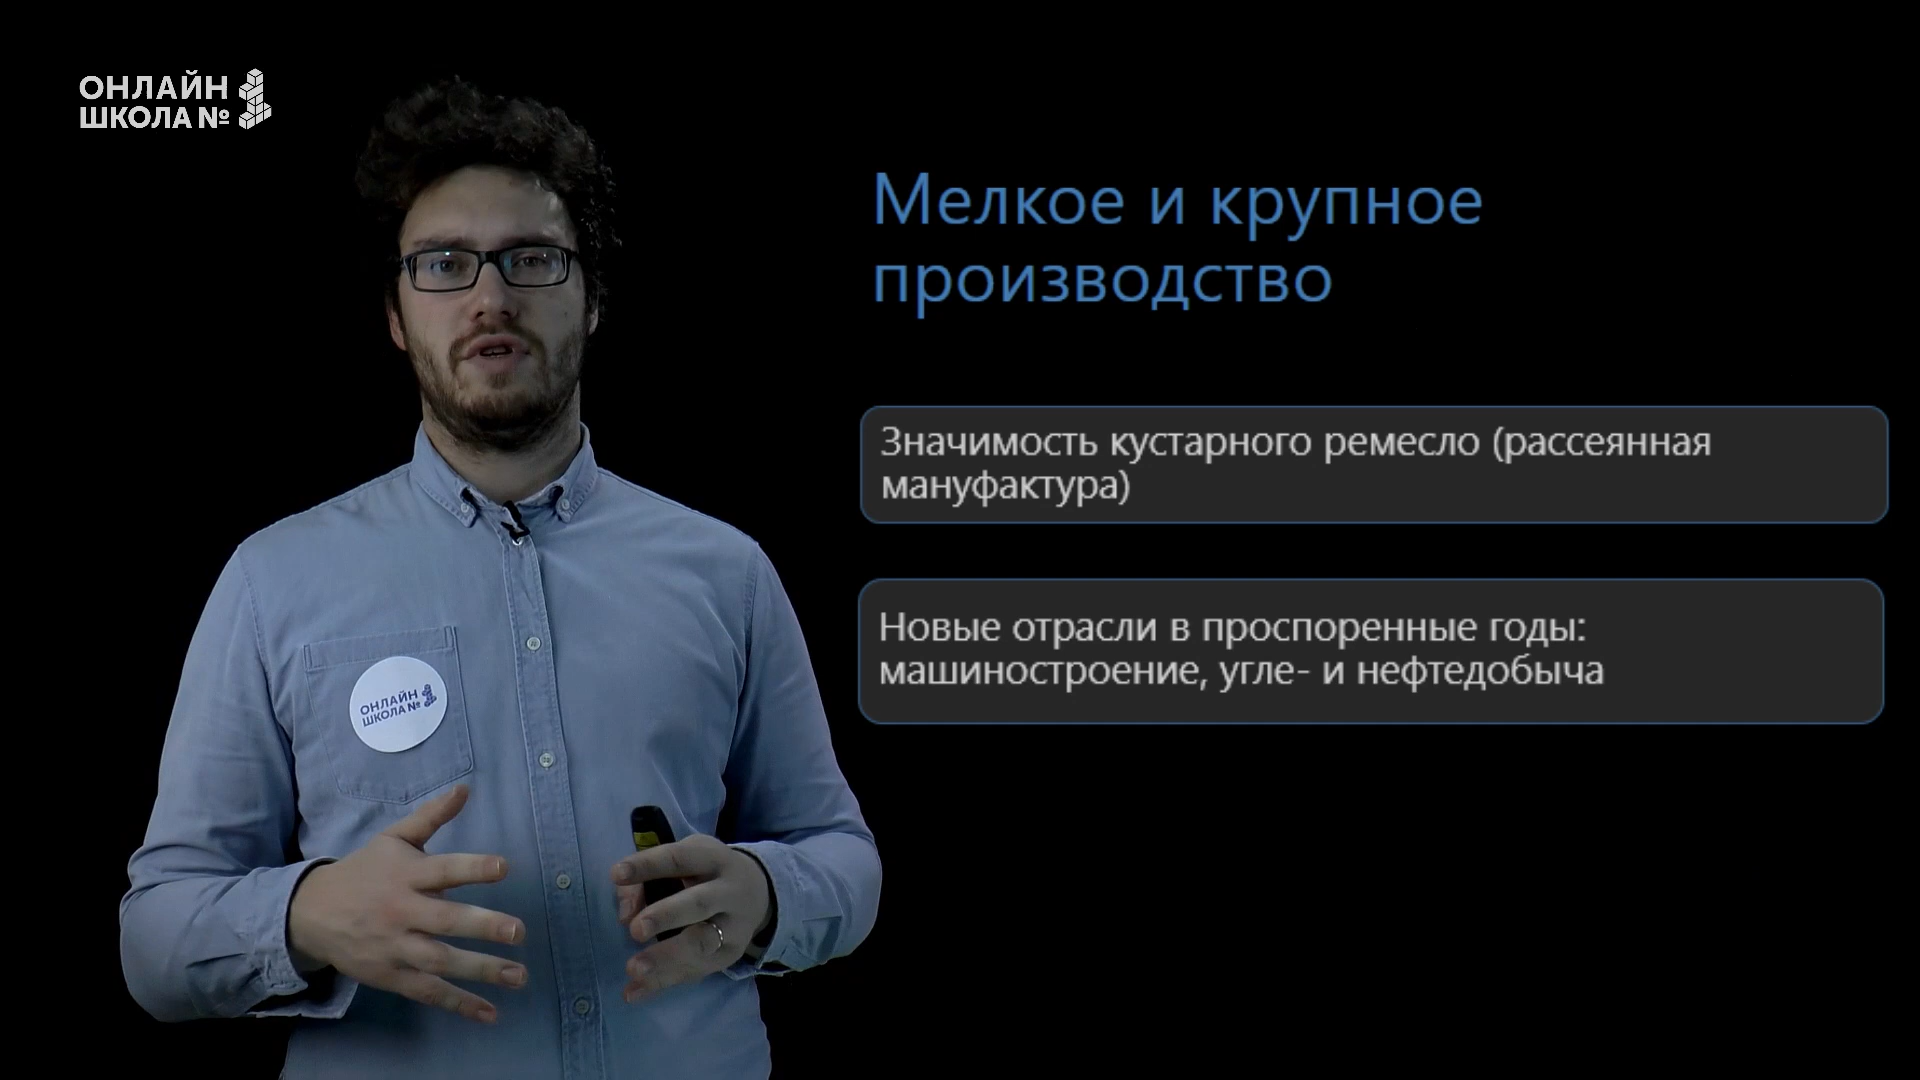 ОНЛАЙН
ШКОЛА №
Мелкое и крупное
производство
Значимость кустарного ремесло (рассеянная
мануфактура)
Новые отрасли в проспоренные годы:
машиностроение, угле- и нефтедобыча
ОНЛАЙН
ШКОЛА №